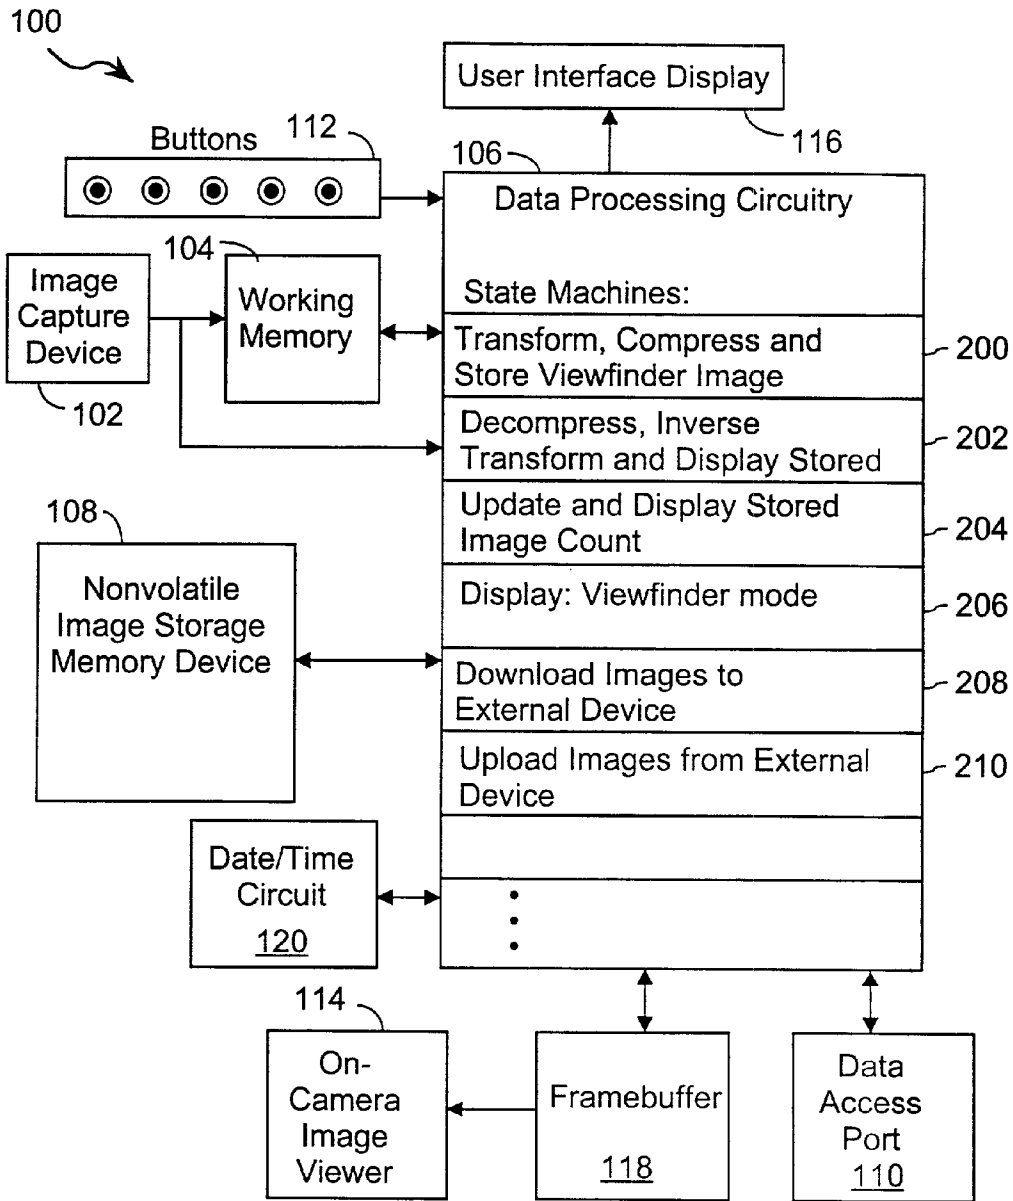 100
User Interface Display
116
Buttons
112
106
Data Processing Circuitry
State Machines:
104
Image
Capture
Device
102
Working
Memory
Transform, Compress and
Store Viewfinder Image
200
Decompress, Inverse
Transform and Display Stored
202
Update and Display Stored
Image Count
204
Display: Viewfinder mode
206
108
Nonvolatile
Image Storage
Memory Device
Download Images to
External Device
208
Upload Images from External
Device
210
Date/Time
Circuit
120
114
On-
Camera
Image
Viewer
Framebuffer
118
Data
Access
Port
110